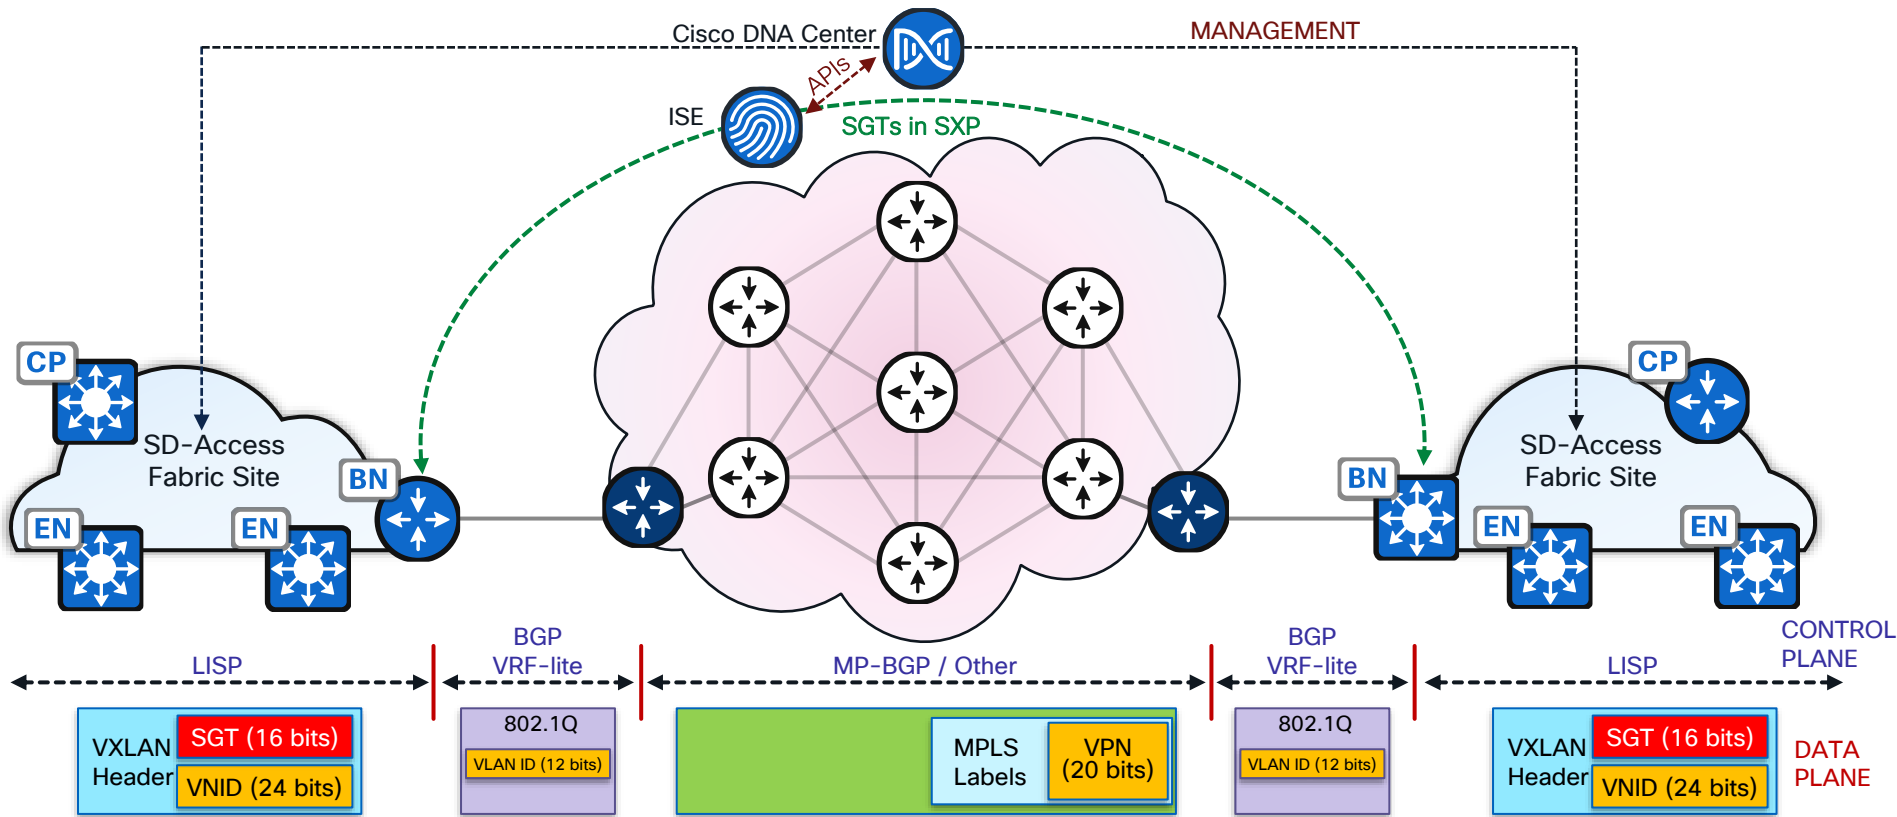 Cisco DNA Center
MANAGEMENT
APIs
ISE
SGTs in SXP
CP
SD-Access
Fabric Site
BN
EN
EN
CP
SD-Access
Fabric Site
BN
EN
EN
LISP
BGP
VRF-lite
MP-BGP / Other
BGP
VRF-lite
LISP
CONTROL
PLANE
VXLAN
Header
SGT (16 bits)
VNID (24 bits)
802.1Q
VLAN ID (12 bits)
MPLS
Labels
VPN
(20 bits)
802.1Q
VLAN ID (12 bits)
VXLAN
Header
SGT (16 bits)
VNID (24 bits)
DATA
PLANE